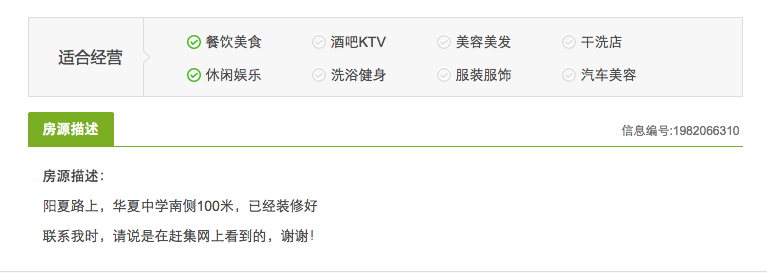 适合经营
餐饮美食 酒吧KTV 美容美发 干洗店
休闲娱乐 洗浴健身 服装服饰 汽车美容
房源描述 信息编号:1982066310
房源描述：
阳夏路上，华夏中学南侧100米，已经装修好
联系我时，请说是在赶集网上看到的，谢谢！